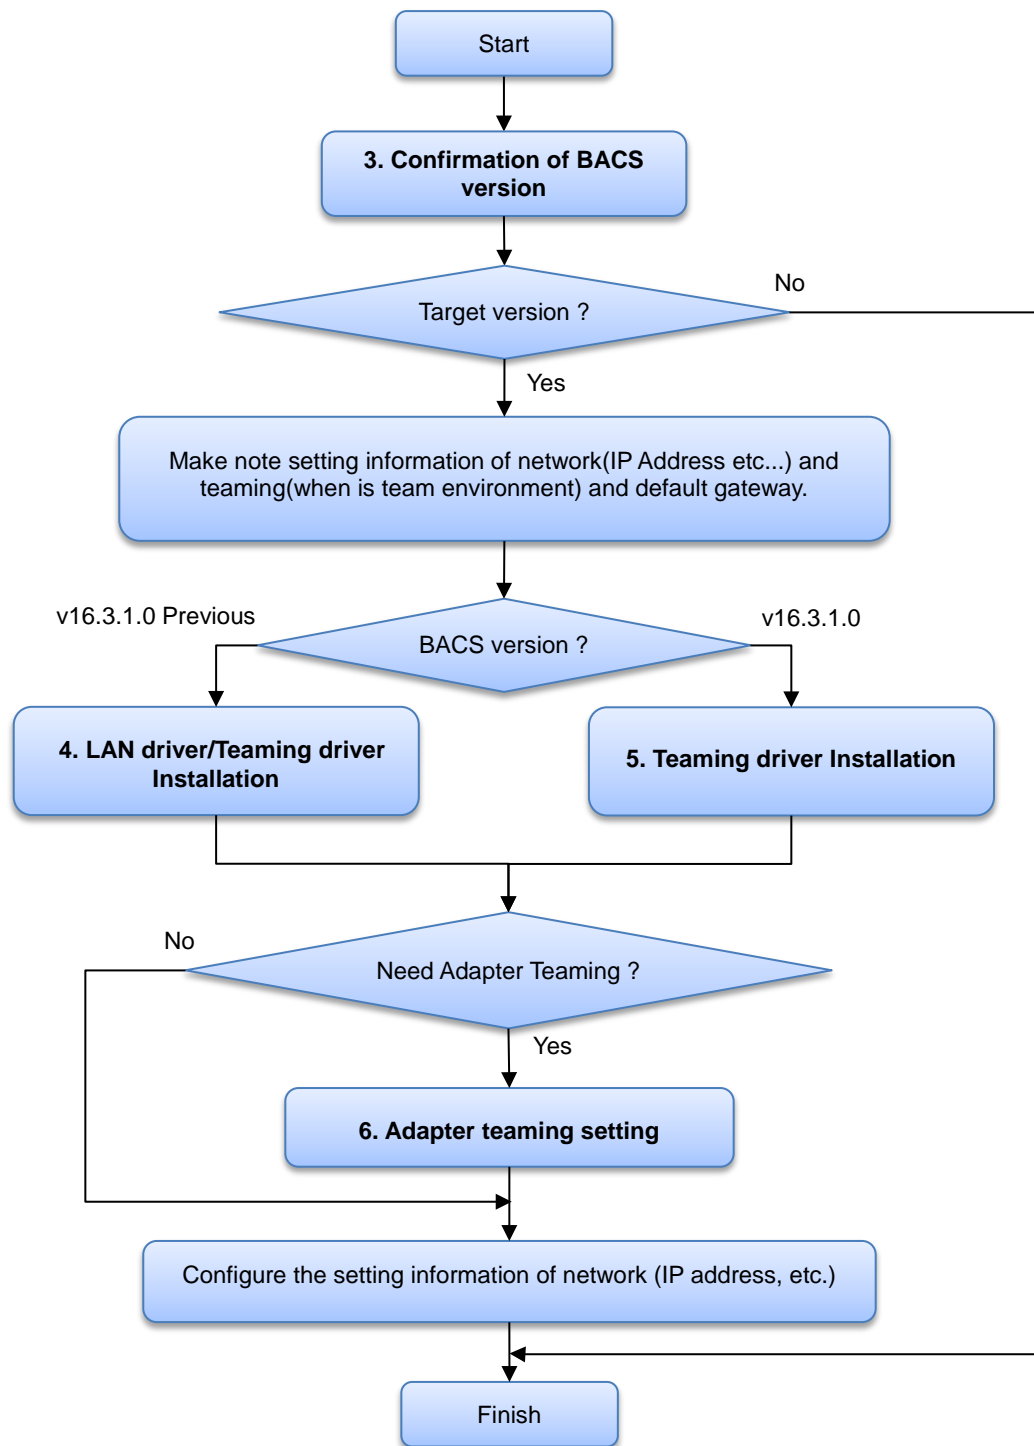 Start
3. Confirmation of BACS
version
Target version ?
No
Yes
Make note setting information of network(IP Address etc...) and
teaming(when is team environment) and default gateway.
v16.3.1.0 Previous
BACS version ?
v16.3.1.0
4. LAN driver/Teaming driver
Installation
5. Teaming driver Installation
No
Need Adapter Teaming ?
Yes
6. Adapter teaming setting
Configure the setting information of network (IP address, etc.)
Finish